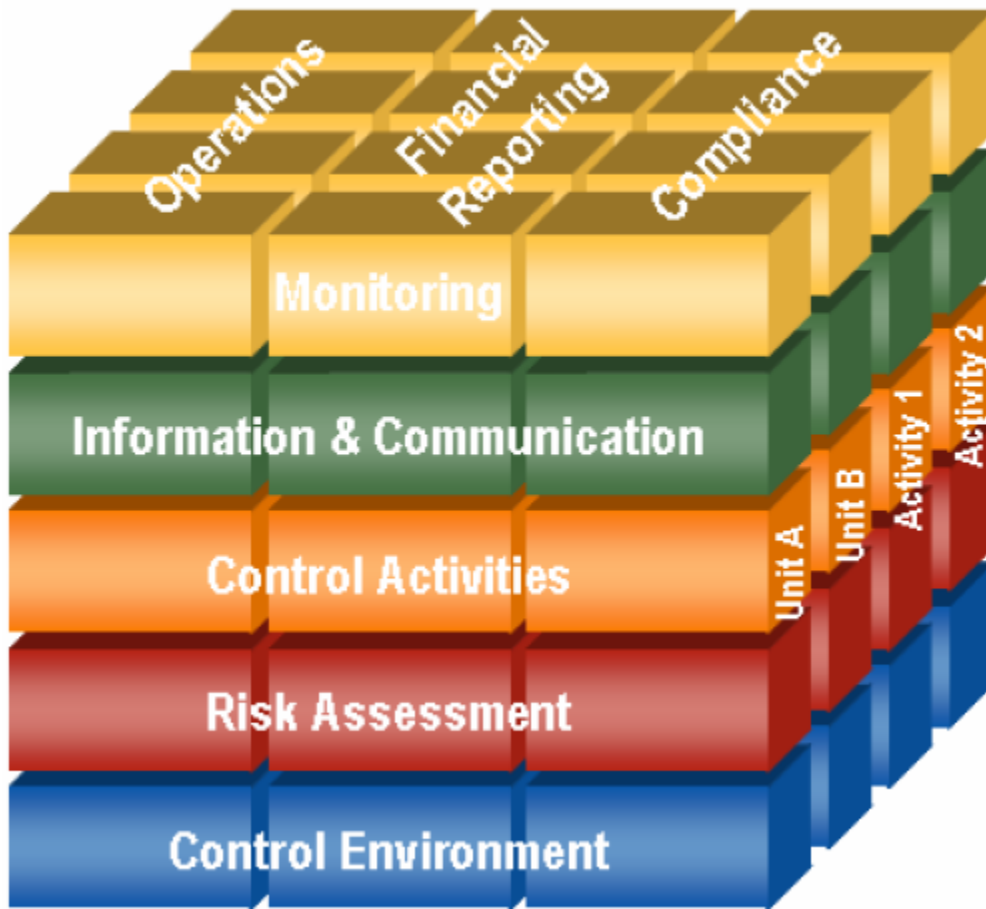 Operations
Financial
Reporting
Compliance
Monitoring
Information & Communication
Control Activities
Risk Assessment
Control Environment
Unit A
Unit B
Activity 1
Activity 2